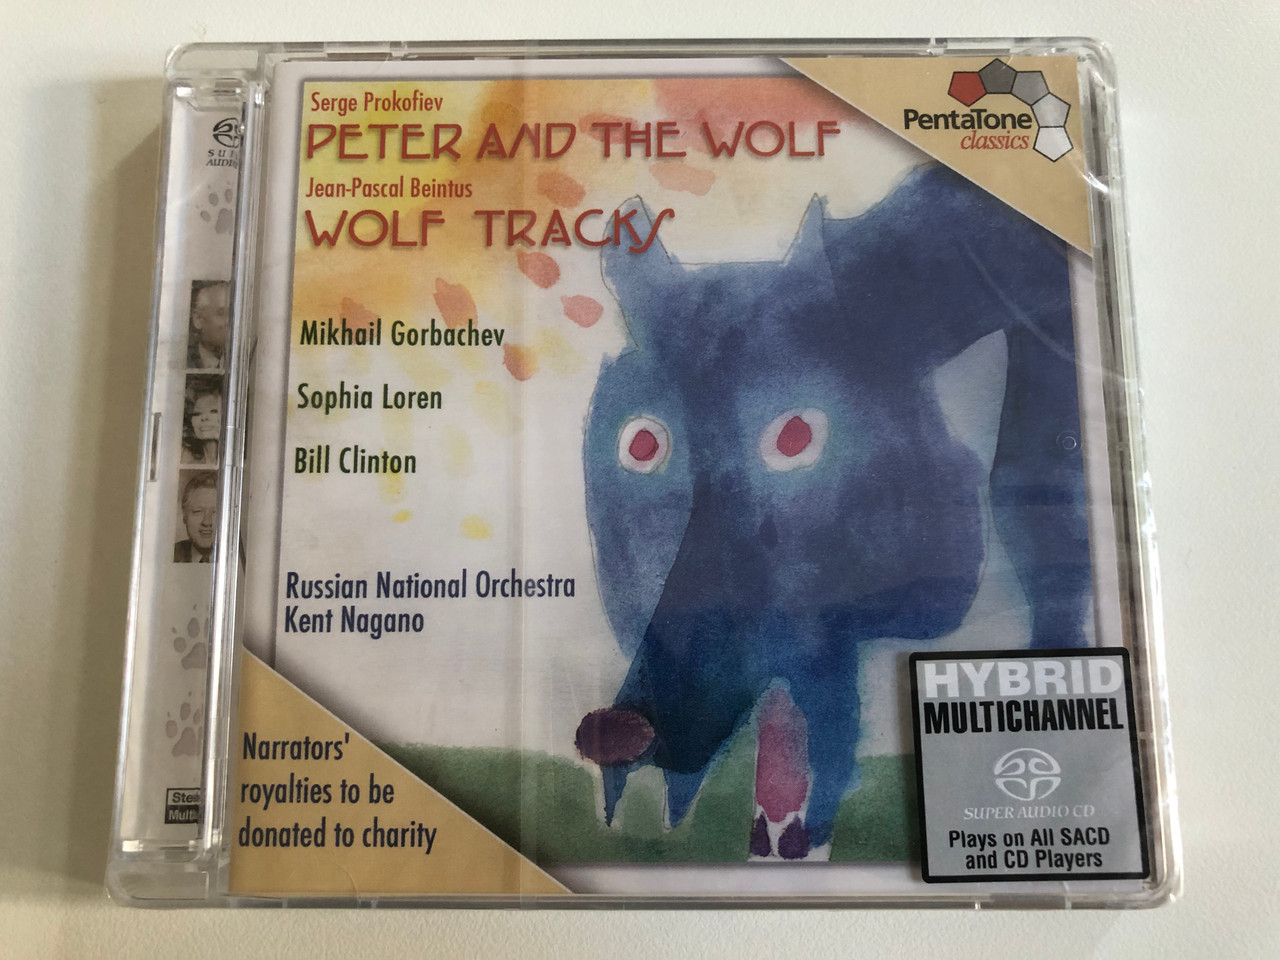 Serge Prokofiev
PETER AND THE WOLF
Jean-Pascal Beintus
WOLF TRACKS
Mikhail Gorbachev
Sophia Loren
Bill Clinton
Russian National Orchestra
Kent Nagano
Narrators'
royalties to be
donated to charity
PentaTone
classics
HYBRID
MULTICHANNEL
SUPER AUDIO CD
Plays on All SACD
and CD Players